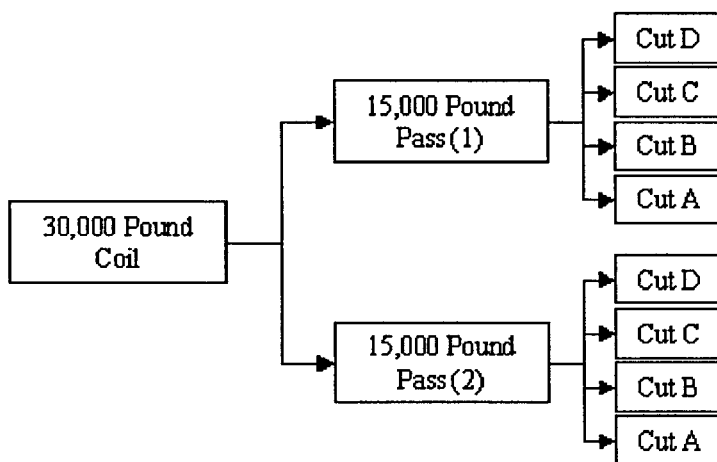 30,000 Pound
Coil
15,000 Pound
Pass (1)
Cut D
Cut C
Cut B
Cut A
15,000 Pound
Pass (2)
Cut D
Cut C
Cut B
Cut A